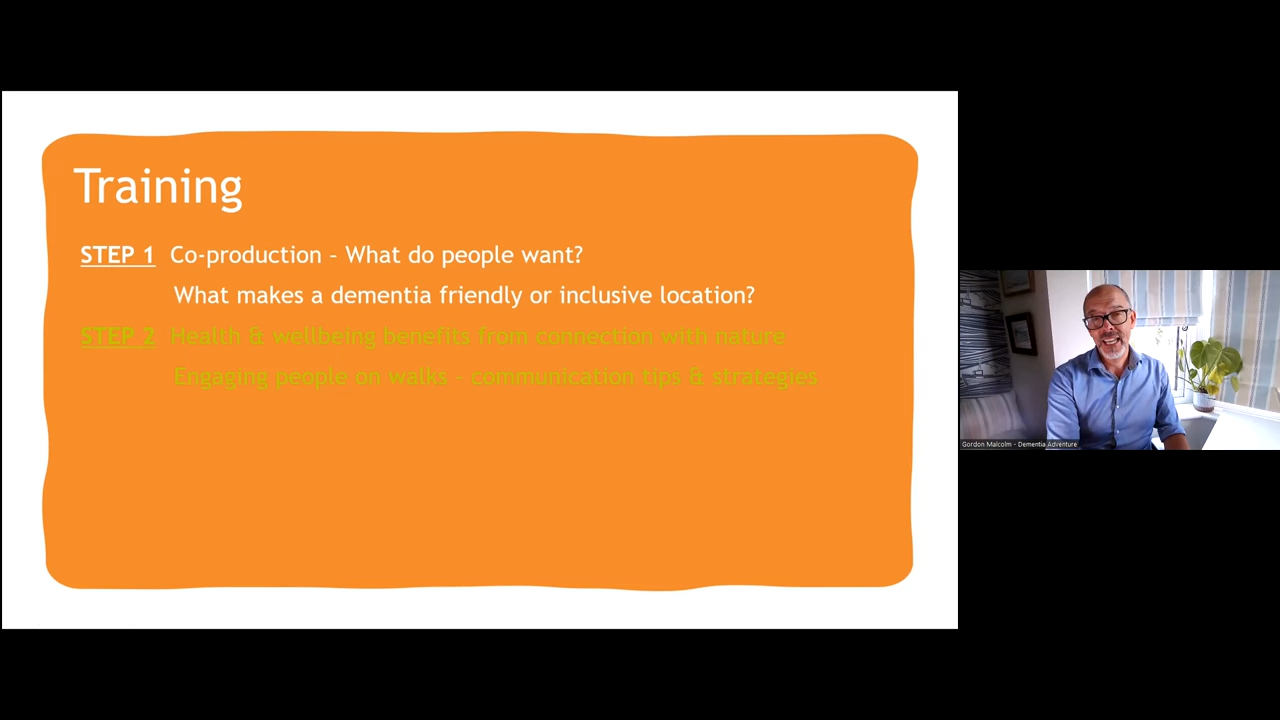 Training
STEP 1 Co-production – What do people want?
What makes a dementia friendly or inclusive location?
STEP 2 Health & wellbeing benefits from connection with nature
Engaging people on walks – communication tips & strategies
Gordon Malcolm - Dementia Adventure